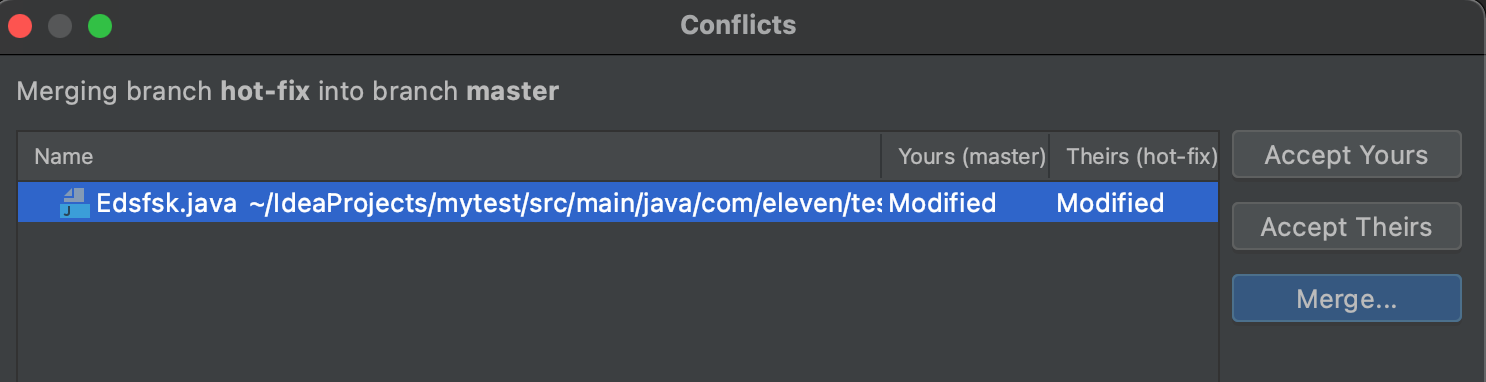 Conflicts
Merging branch hot-fix into branch master
Name Yours (master) Theirs (hot-fix)
Edsfsk.java ~/IdeaProjects/mytest/src/main/java/com/eleven/tes Modified Modified
Accept Yours
Accept Theirs
Merge...